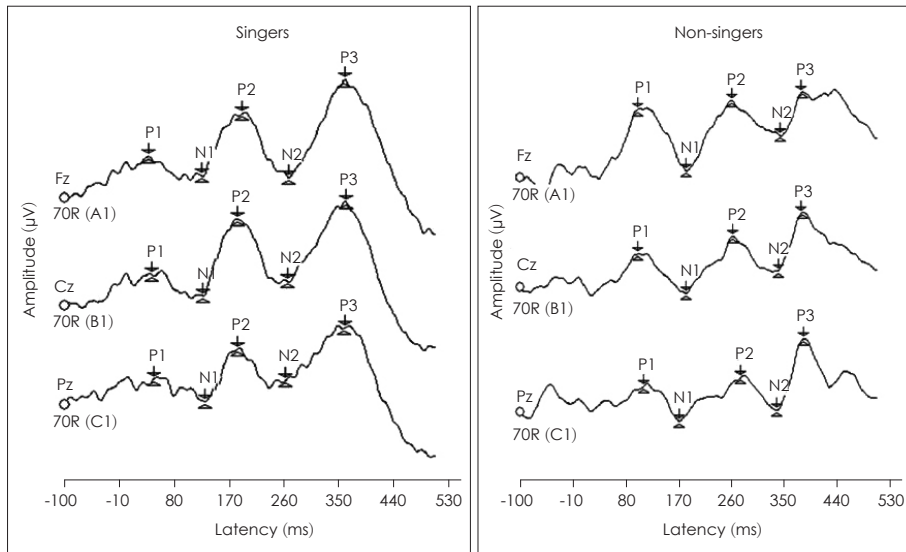 Singers
P3
P2
P1
N1
N2
Fz
70R (A1)
P3
P2
P1
N1
N2
Cz
70R (B1)
P3
P2
P1
N1
N2
Pz
70R (C1)
Amplitude (µV)
-100 -10 80 170 260 350 440 530
Latency (ms)
Non-singers
P1
P2
P3
N1
N2
Fz
70R (A1)
P1
P2
P3
N1
N2
Cz
70R (B1)
P1
P2
P3
N1
N2
Pz
70R (C1)
Amplitude (µV)
-100 -10 80 170 260 350 440 530
Latency (ms)